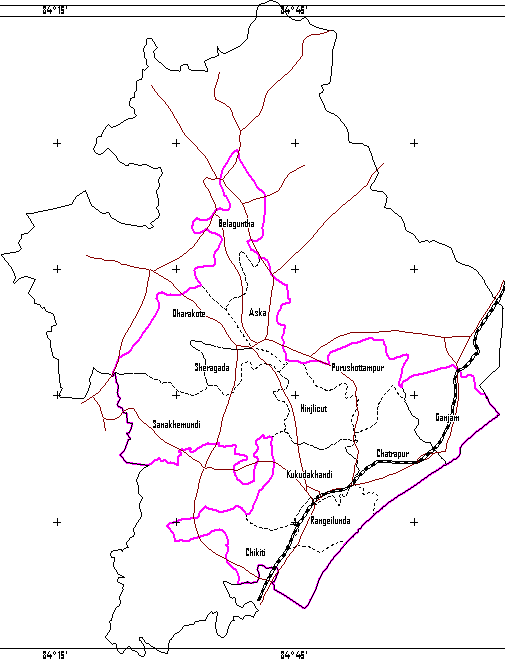 84°15' 84°45'
Belaguntha
Dharakote Aska
Sheragada Purushottampur
Hinjlicut
Sanakhemundi Ganjam
Chatrapur
Kukudakhandi
Rangeilunda
Chikiti
84°15' 84°45'